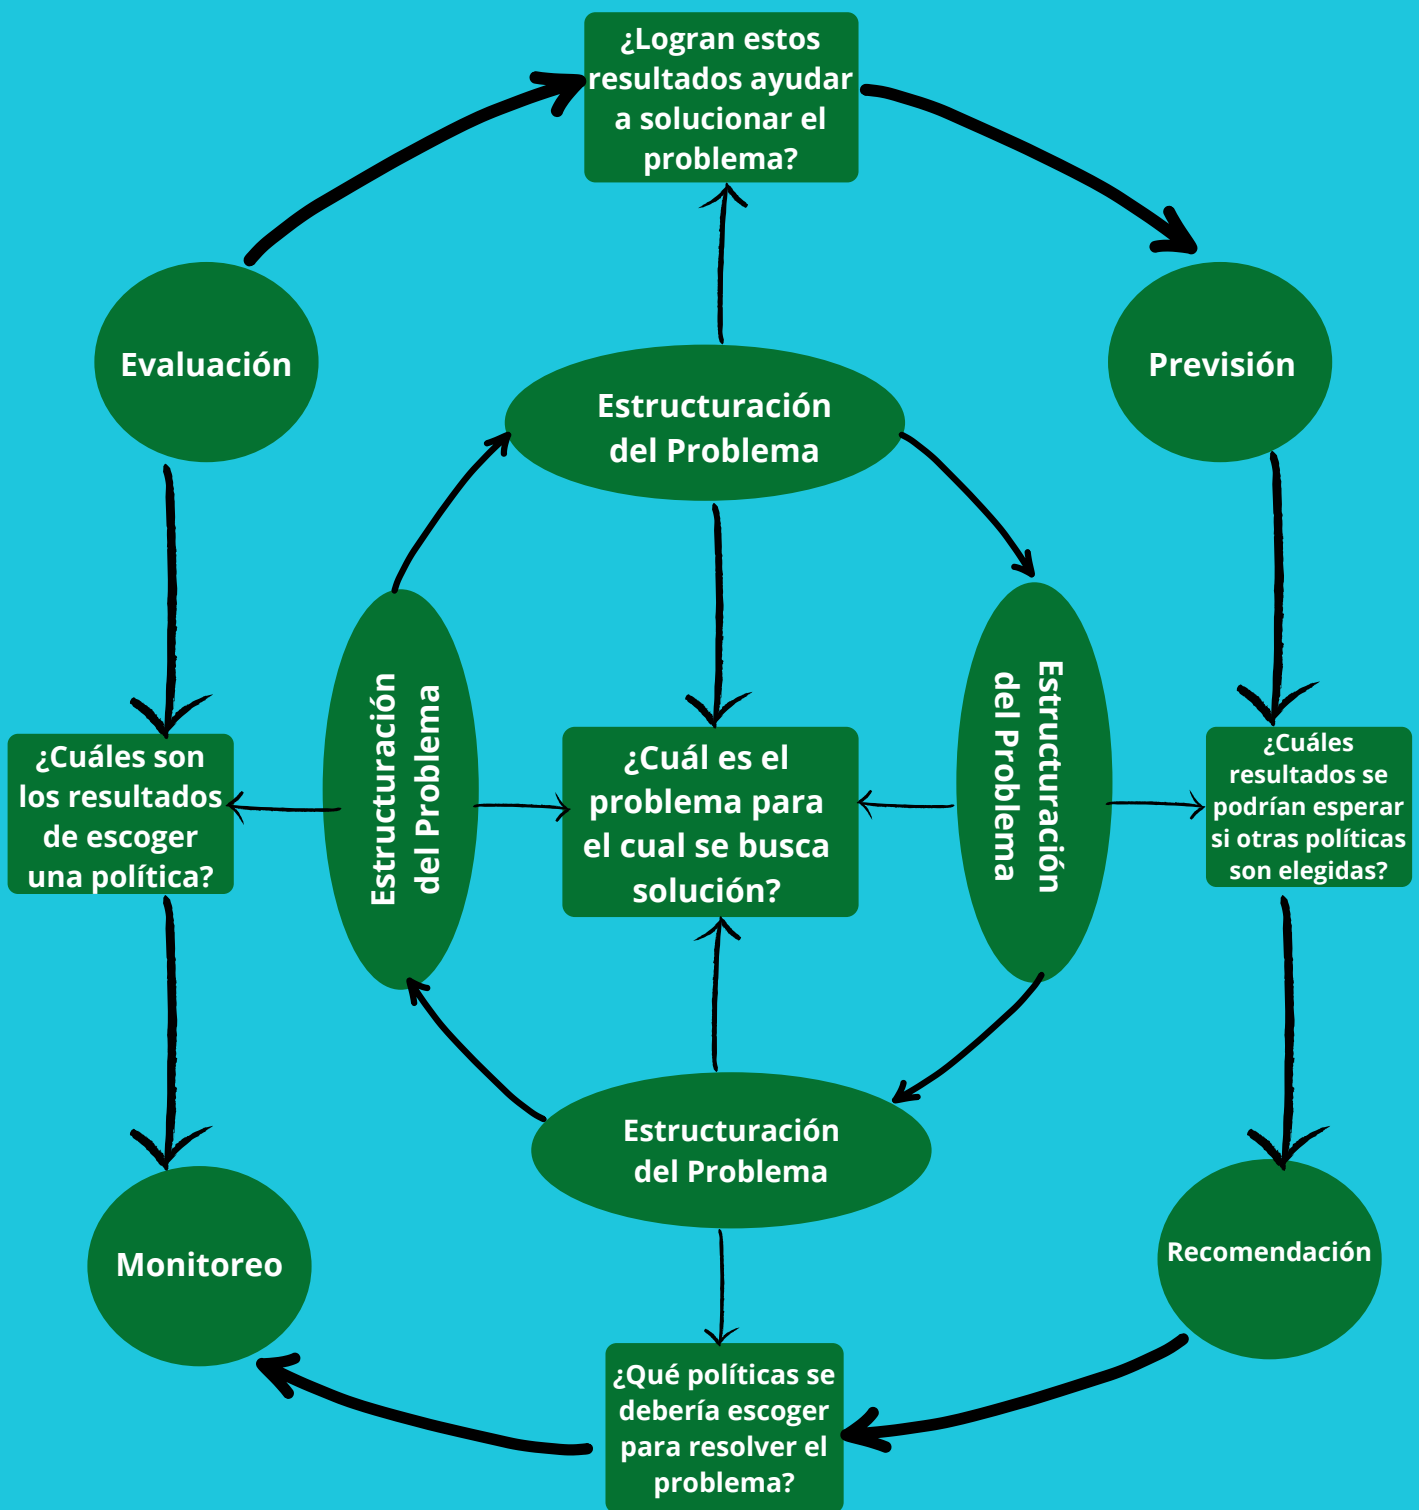 ¿Logran estos
resultados ayudar
a solucionar el
problema?
Evaluación
Previsión
Estructuración
del Problema
Estructuración
del Problema
Estructuración
del Problema
¿Cuáles son
los resultados
de escoger
una política?
¿Cuál es el
problema para
el cual se busca
solución?
¿Cuáles
resultados se
podrían esperar
si otras políticas
son elegidas?
Estructuración
del Problema
Monitoreo
Recomendación
¿Qué políticas se
debería escoger
para resolver el
problema?